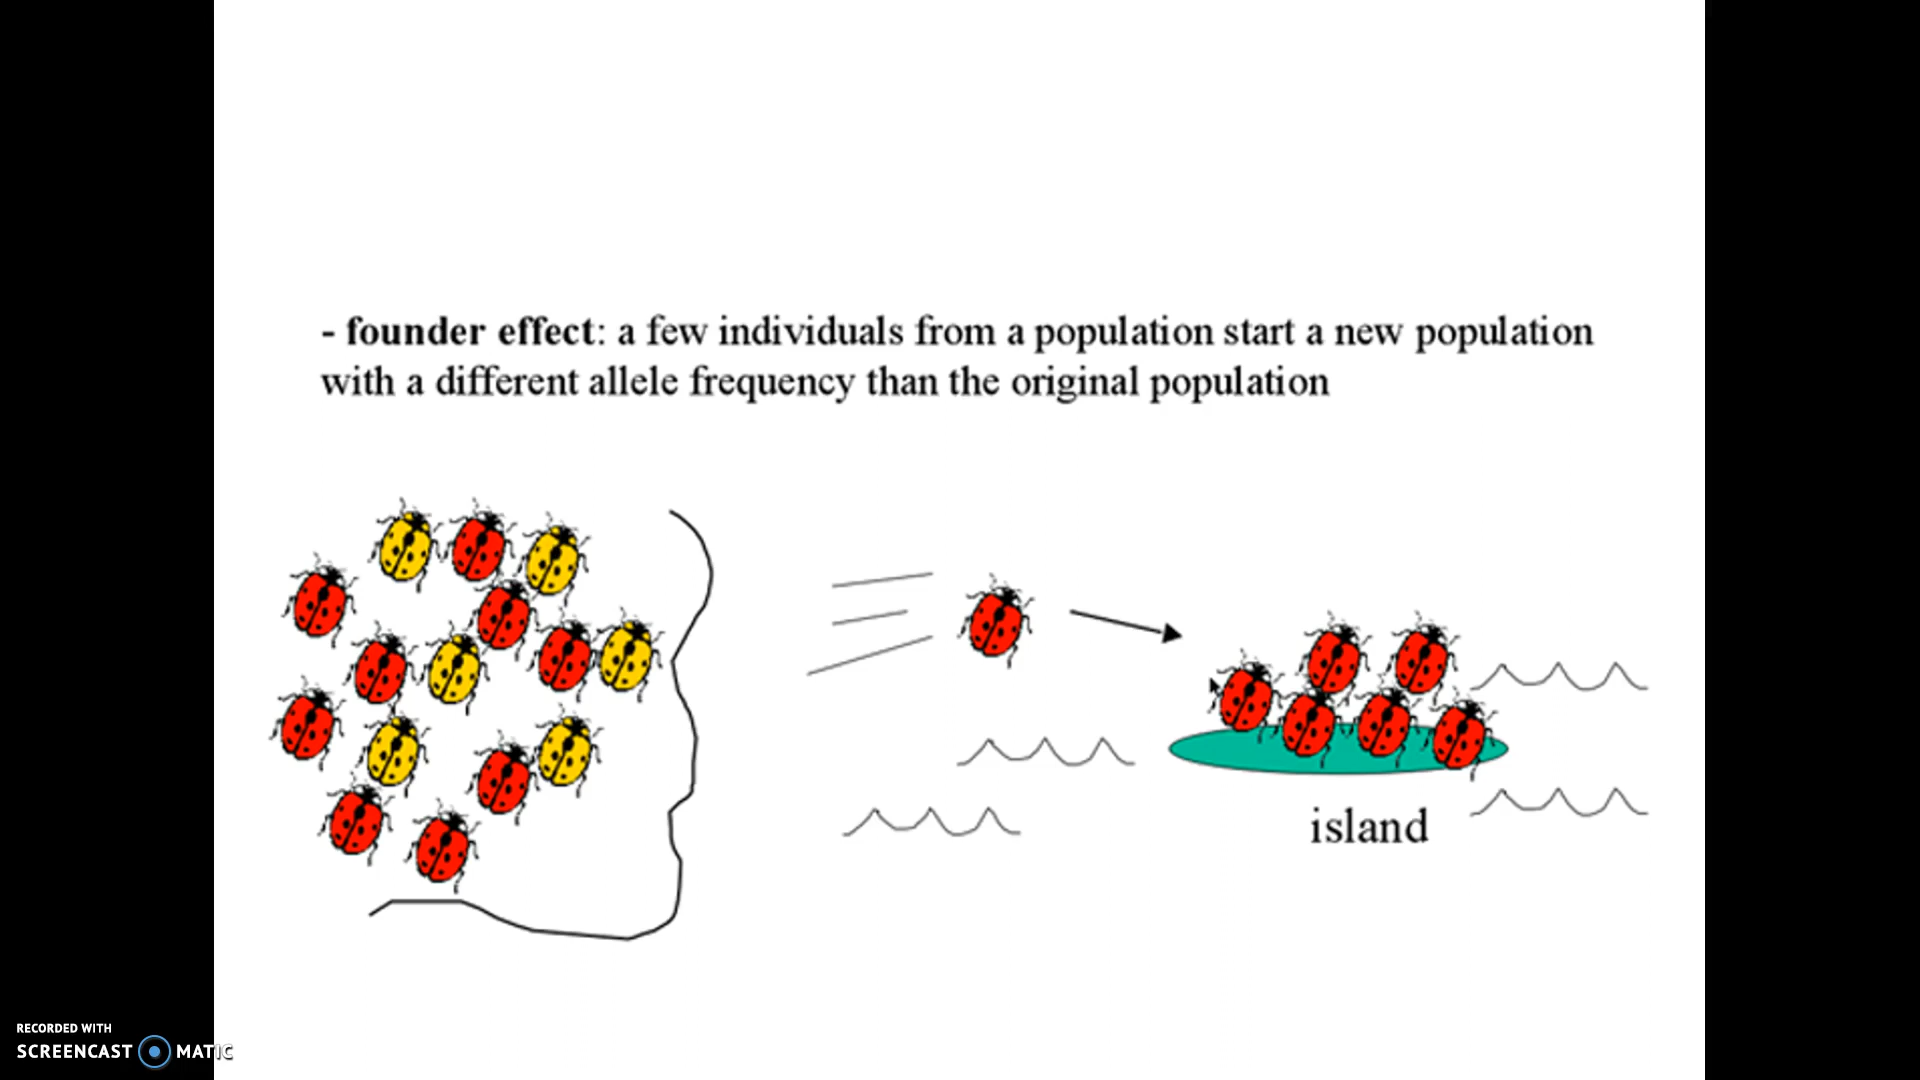 - founder effect: a few individuals from a population start a new population
with a different allele frequency than the original population
island
RECORDED WITH
SCREENCAST MATIC